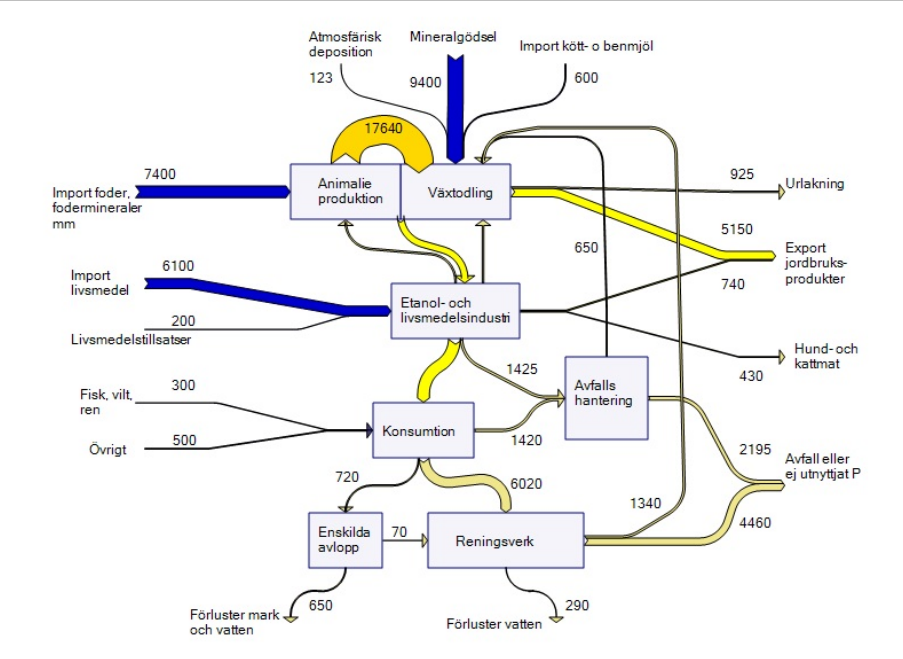 Atmosfärisk
deposition
123
Mineralgödsel
9400
Import kött- o benmjöl
600
17640
7400
Import foder,
fodermineraler
mm
Animalie
produktion
Växtodling
925
Urlakning
5150
Export
jordbruks-
produkter
740
650
Import
livsmedel
6100
200
Livsmedelstillsatser
Etanol- och
livsmedelsindustri
Hund- och
kattmat
430
1425
Avfalls
hantering
Fisk, vilt,
ren
300
Övrigt
500
Konsumtion
1420
2195
Avfall eller
ej utnyttjat P
4460
720
6020
1340
Enskilda
avlopp
70
Reningsverk
650
Förluster mark
och vatten
290
Förluster vatten